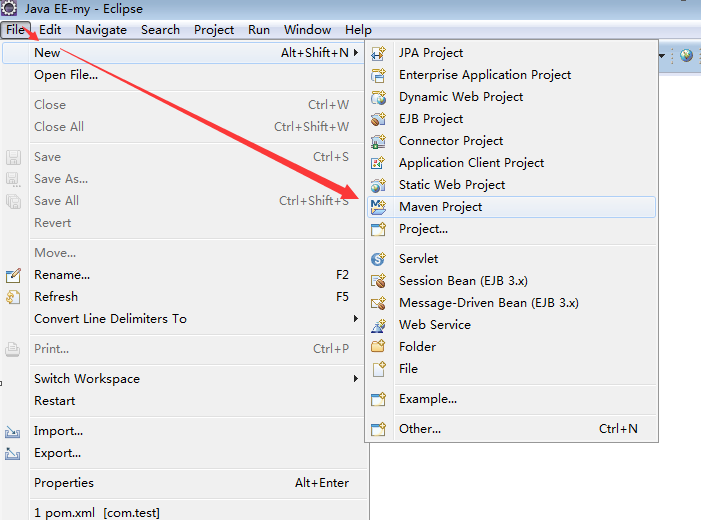 Java EE-my - Eclipse
File Edit Navigate Search Project Run Window Help
New Alt+Shift+N
Open File...
Close Ctrl+W
Close All Ctrl+Shift+W
Save Ctrl+S
Save As...
Save All Ctrl+Shift+S
Revert
Move...
Rename... F2
Refresh F5
Convert Line Delimiters To
Print... Ctrl+P
Switch Workspace
Restart
Import...
Export...
Properties Alt+Enter
1 pom.xml [com.test]
JPA Project
Enterprise Application Project
Dynamic Web Project
EJB Project
Connector Project
Application Client Project
Static Web Project
Maven Project
Project...
Servlet
Session Bean (EJB 3.x)
Message-Driven Bean (EJB 3.x)
Web Service
Folder
File
Example...
Other... Ctrl+N